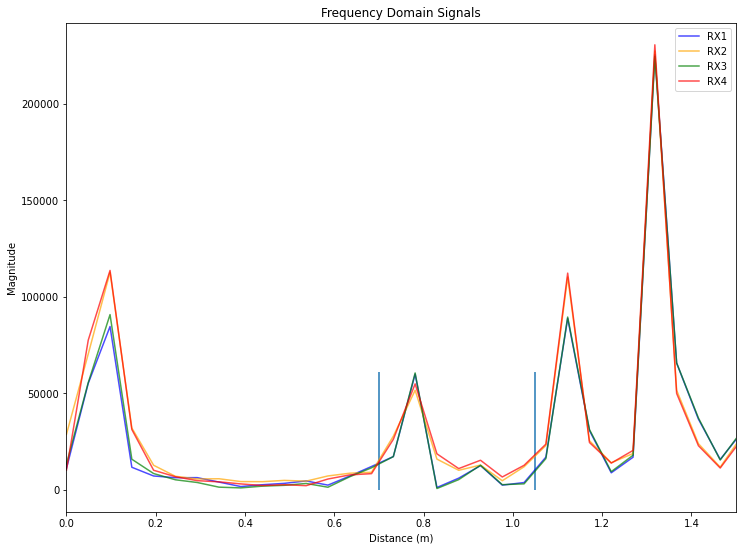 Frequency Domain Signals
RX1
RX2
RX3
RX4
Magnitude
200000
150000
100000
50000
0
0.0 0.2 0.4 0.6 0.8 1.0 1.2 1.4
Distance (m)